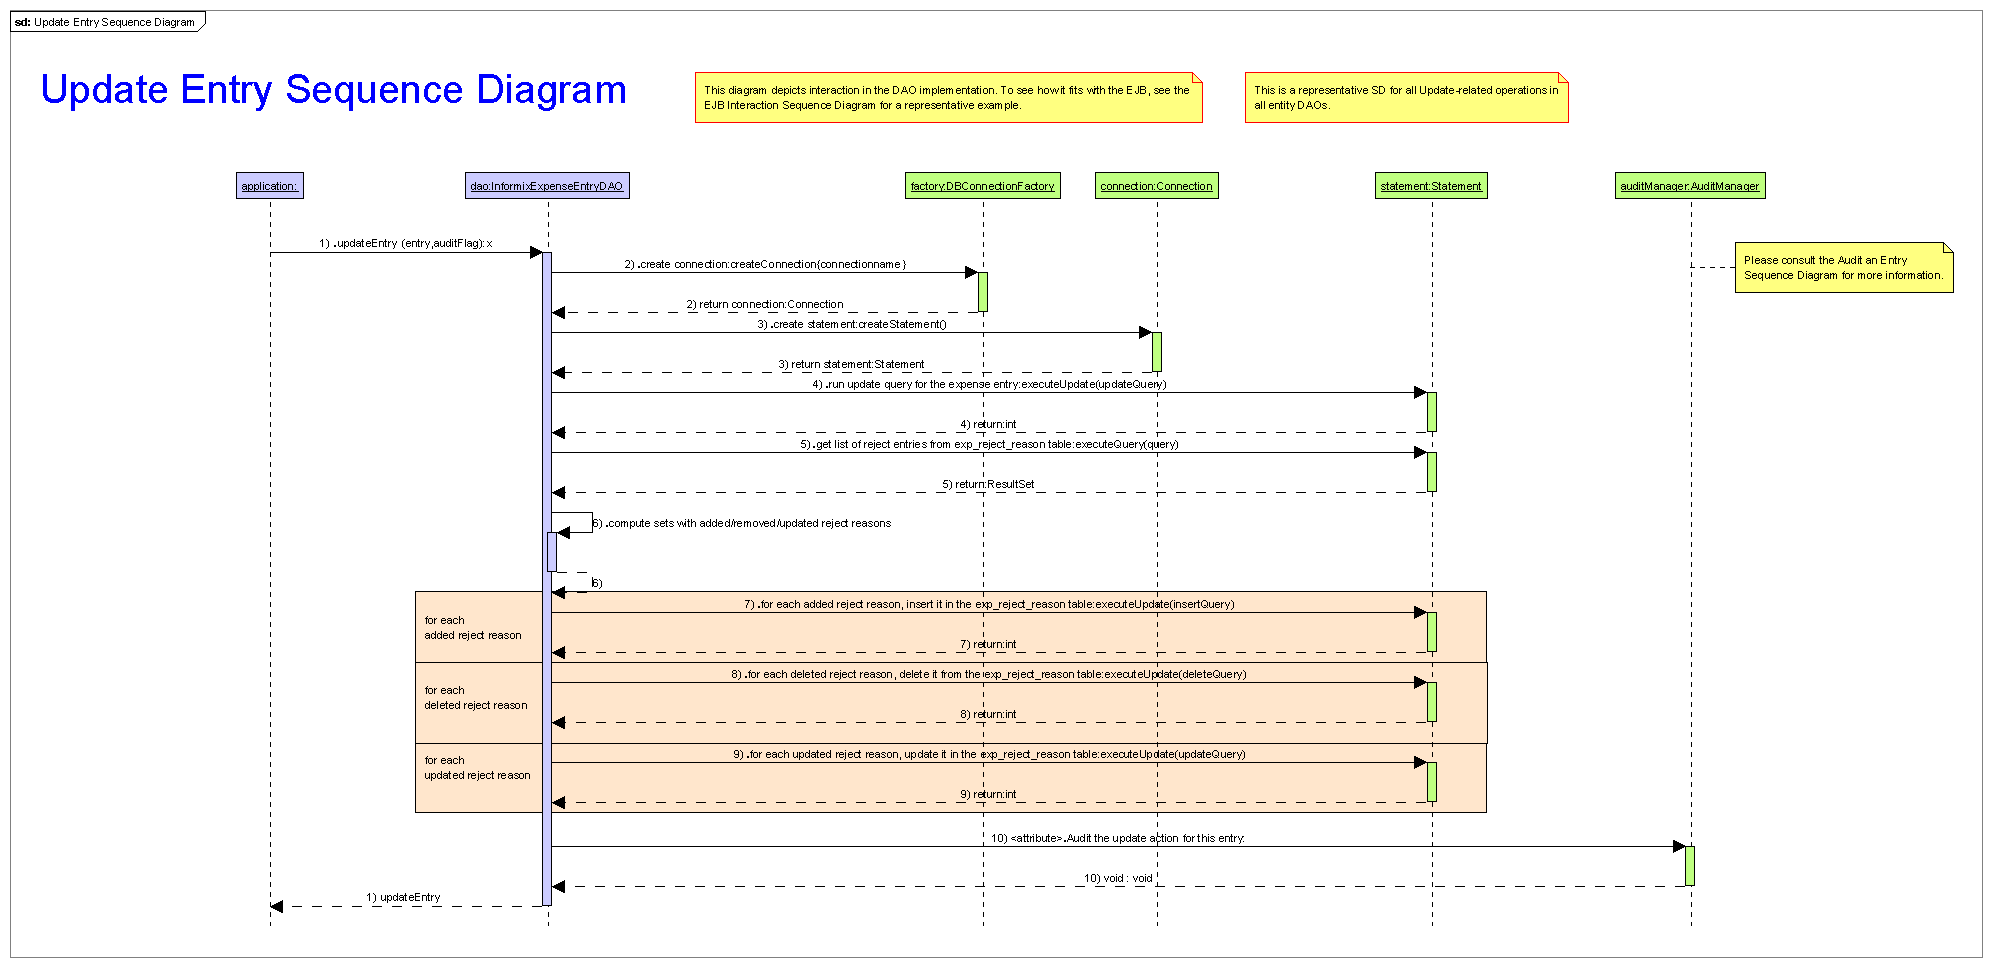 sd: Update Entry Sequence Diagram
Update Entry Sequence Diagram
This diagram depicts interaction in the DAO implementation. To see how it fits with the EJB, see the
EJB Interaction Sequence Diagram for a representative example.
This is a representative SD for all Update-related operations in
all entity DAOs.
application:
dao:InformixExpenseEntryDAO
factory:DBConnectionFactory
connection:Connection
statement:Statement
auditManager:AuditManager
1) .updateEntry (entry,auditFlag): x
Please consult the Audit an Entry
Sequence Diagram for more information.
2) .create connection:createConnection{connectionname }
2) return connection:Connection
3) .create statement:createStatement()
3) return statement:Statement
4) .run update query for the expense entry:executeUpdate(updateQuery)
4) return:int
5) .get list of reject entries from exp_reject_reason table:executeQuery(query)
5) return:ResultSet
6) .compute sets with added/removed/updated reject reasons
6)
7) .for each added reject reason, insert it in the exp_reject_reason table:executeUpdate(insertQuery)
for each
added reject reason
7) return:int
8) .for each deleted reject reason, delete it from the exp_reject_reason table:executeUpdate(deleteQuery)
for each
deleted reject reason
8) return:int
9) .for each updated reject reason, update it in the exp_reject_reason table:executeUpdate(updateQuery)
for each
updated reject reason
9) return:int
10) <attribute>.Audit the update action for this entry:
10) void : void
1) updateEntry